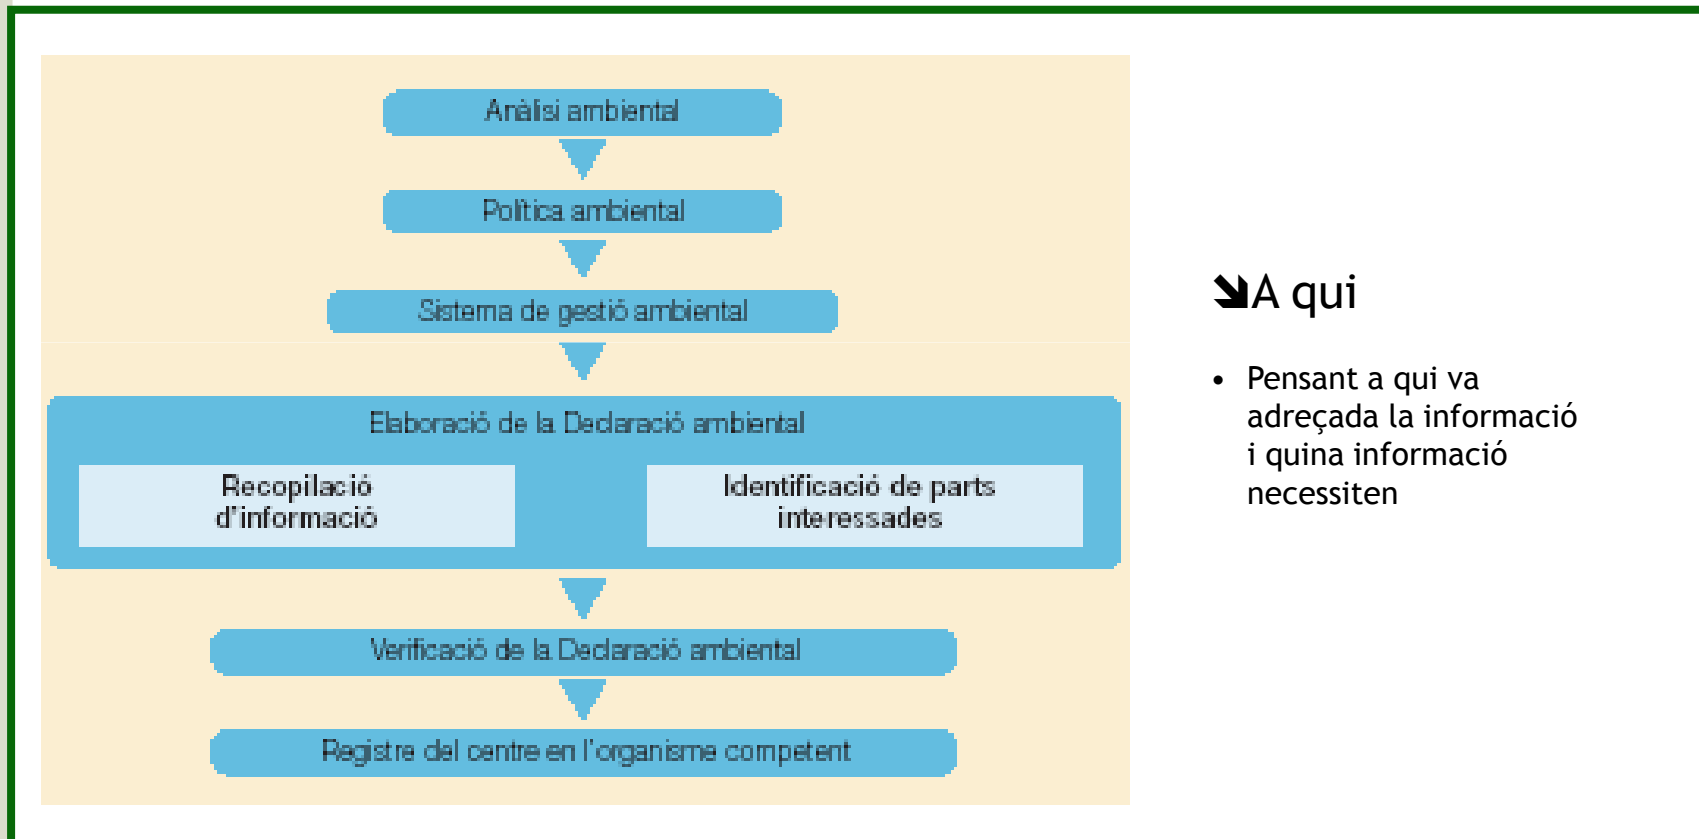 Anàlisi ambiental
Política ambiental
Sistema de gestió ambiental
Elaboració de la Declaració ambiental
Recopilació
d'informació
Identificació de parts
interessades
Verificació de la Declaració ambiental
Registre del centre en l'organisme competent
➘A qui
• Pensant a qui va
adreçada la informació
i quina informació
necessiten